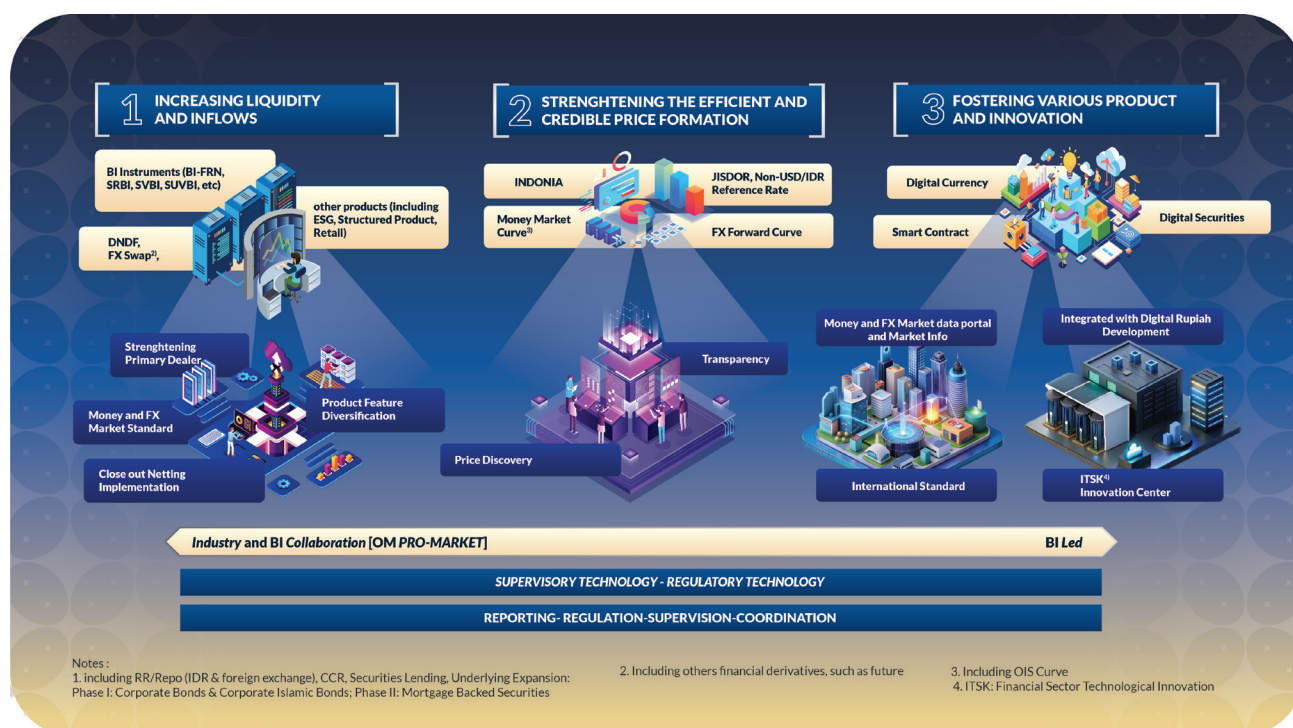 1 INCREASING LIQUIDITY
AND INFLOWS
BI Instruments (BI-FRN,
SRBI, SVBI, SUVBI, etc)
other products (including
ESG, Structured Product,
Retail)
DNDF,
FX Swap²⁾,
Strenghtening
Primary Dealer
Product Feature
Diversification
Money and FX
Market Standard
Close out Netting
Implementation
2 STRENGHTENING THE EFFICIENT AND
CREDIBLE PRICE FORMATION
INDONIA
JISDOR, Non-USD/IDR
Reference Rate
Money Market
Curve³⁾
FX Forward Curve
Transparency
Price Discovery
3 FOSTERING VARIOUS PRODUCT
AND INNOVATION
Digital Currency
Digital Securities
Smart Contract
Money and FX Market data portal
and Market Info
Integrated with Digital Rupiah
Development
International Standard
ITSK⁴⁾
Innovation Center
Industry and BI Collaboration [OM PRO-MARKET]
BI Led
SUPERVISORY TECHNOLOGY - REGULATORY TECHNOLOGY
REPORTING- REGULATION-SUPERVISION-COORDINATION
Notes :
1. including RR/Repo (IDR & foreign exchange), CCR, Securities Lending, Underlying Expansion:
Phase I: Corporate Bonds & Corporate Islamic Bonds; Phase II: Mortgage Backed Securities
2. Including others financial derivatives, such as future
3. Including OIS Curve
4. ITSK: Financial Sector Technological Innovation